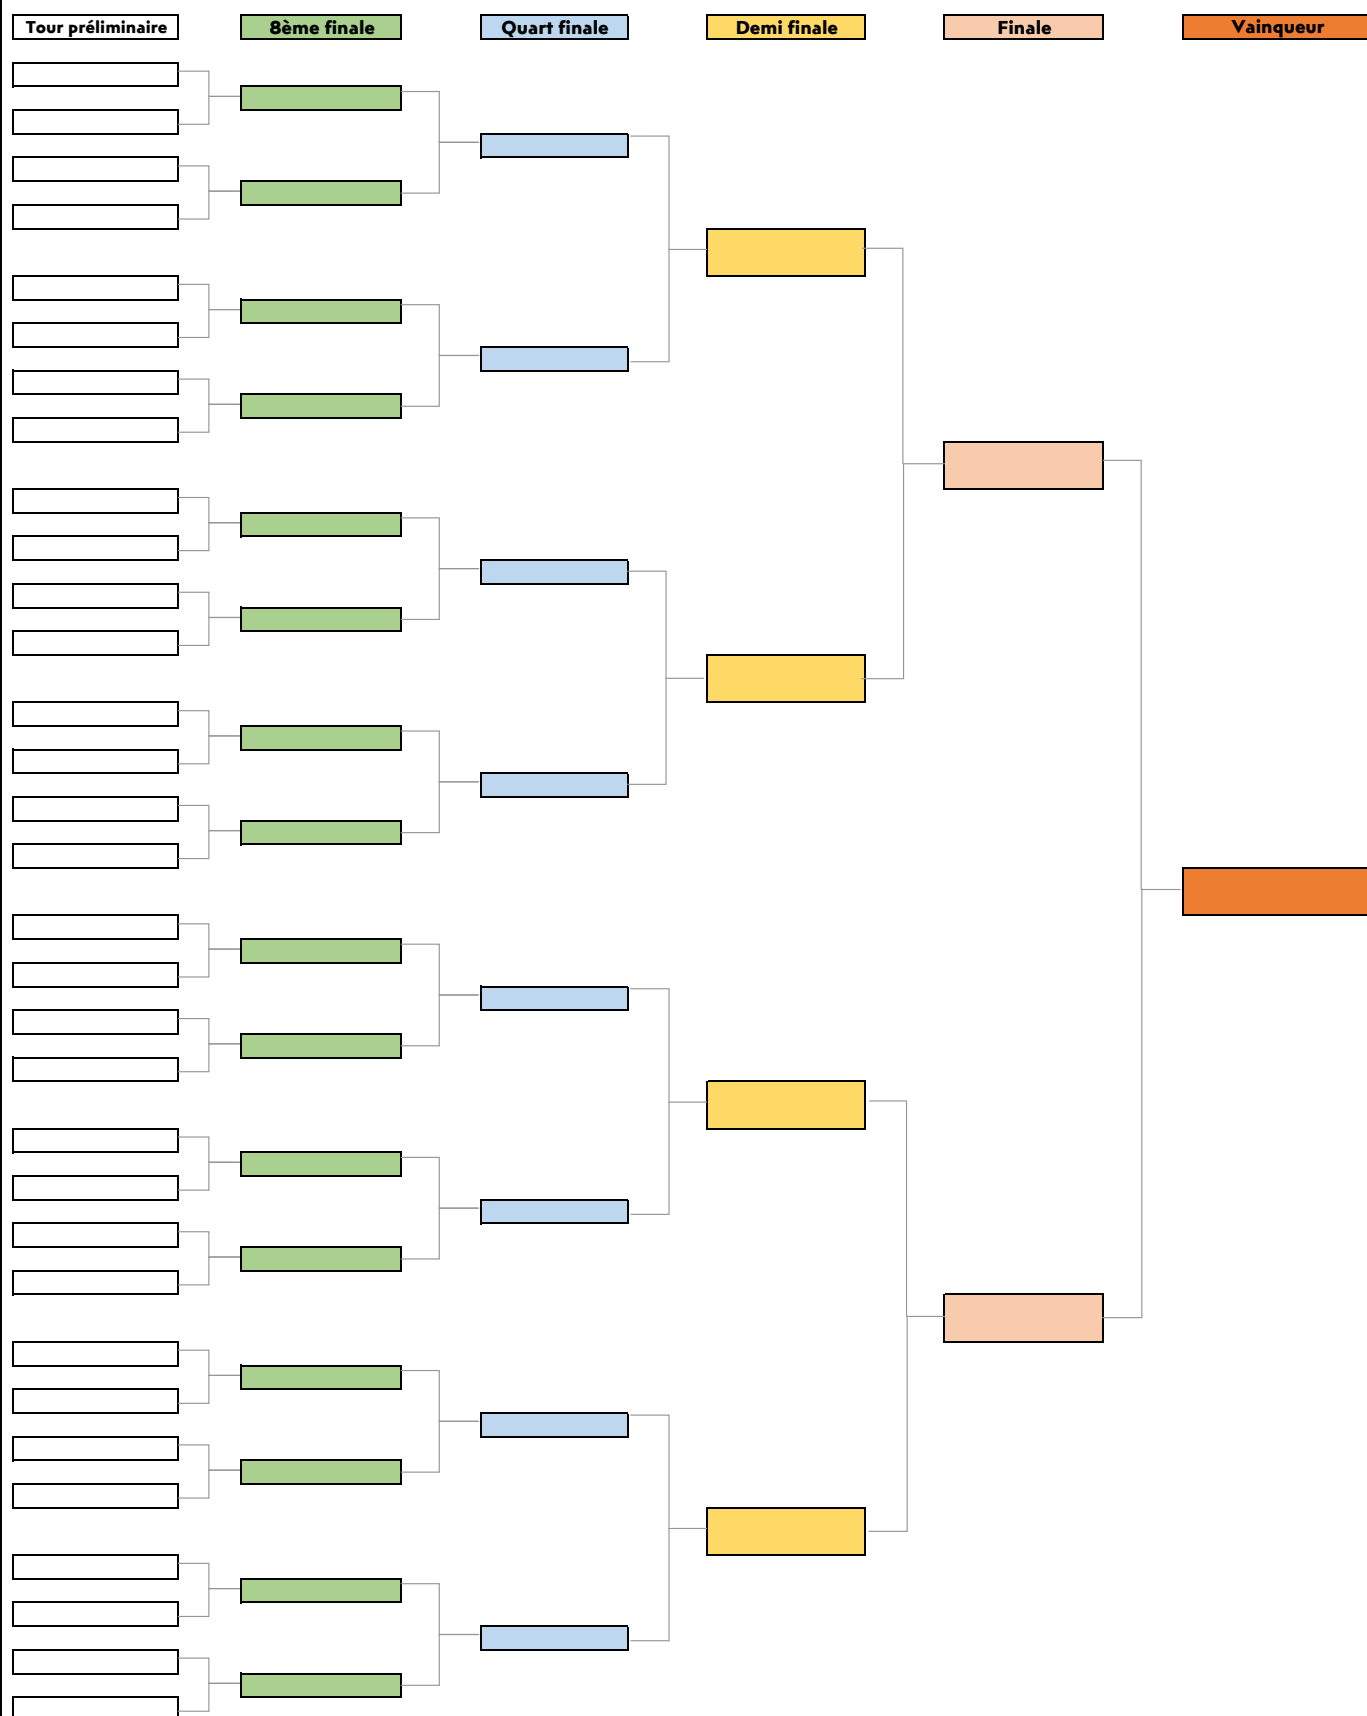 Tour préliminaire
8ème finale
Quart finale
Demi finale
Finale
Vainqueur